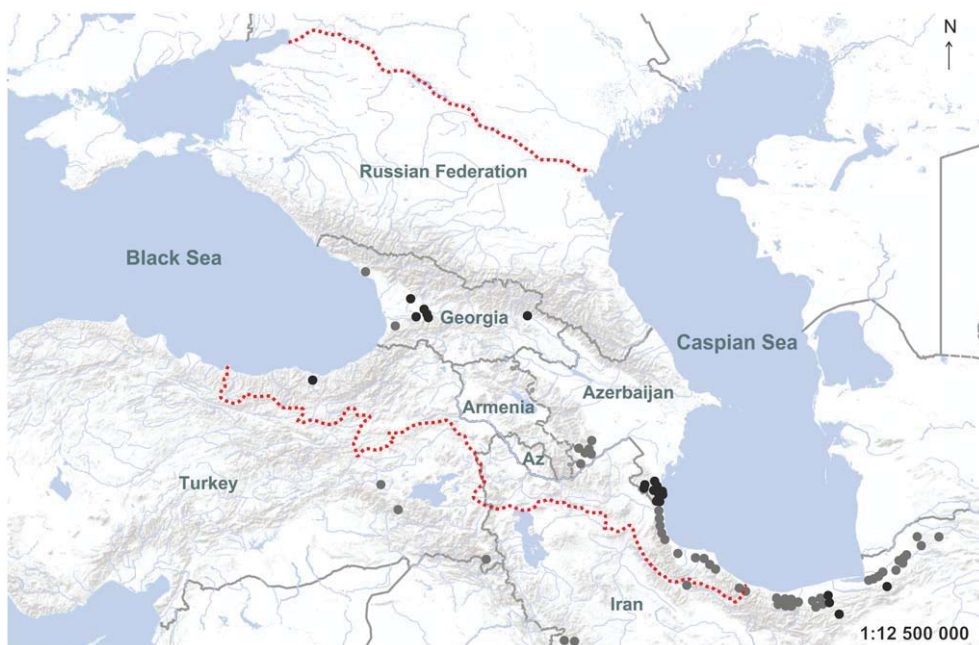 N
Russian Federation
Black Sea
Georgia
Caspian Sea
Azerbaijan
Armenia
Az
Turkey
Iran
1:12 500 000